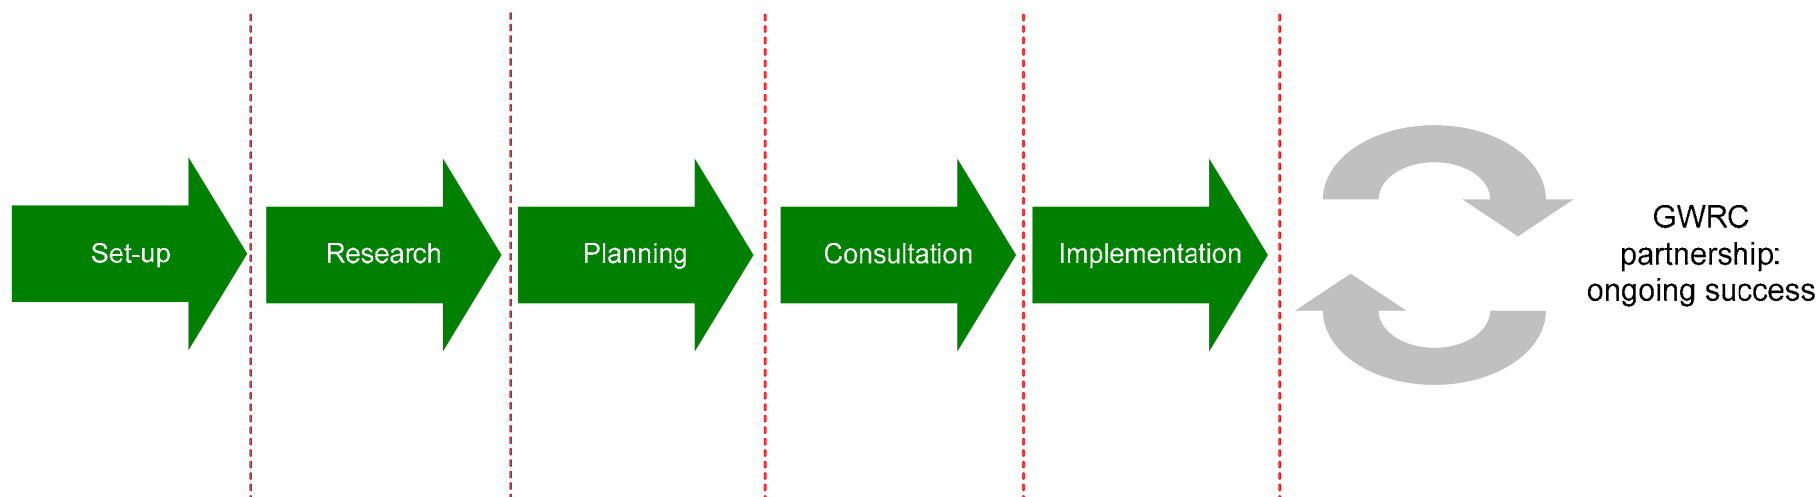 Set-up
Research
Planning
Consultation
Implementation
GWRC
partnership:
ongoing success